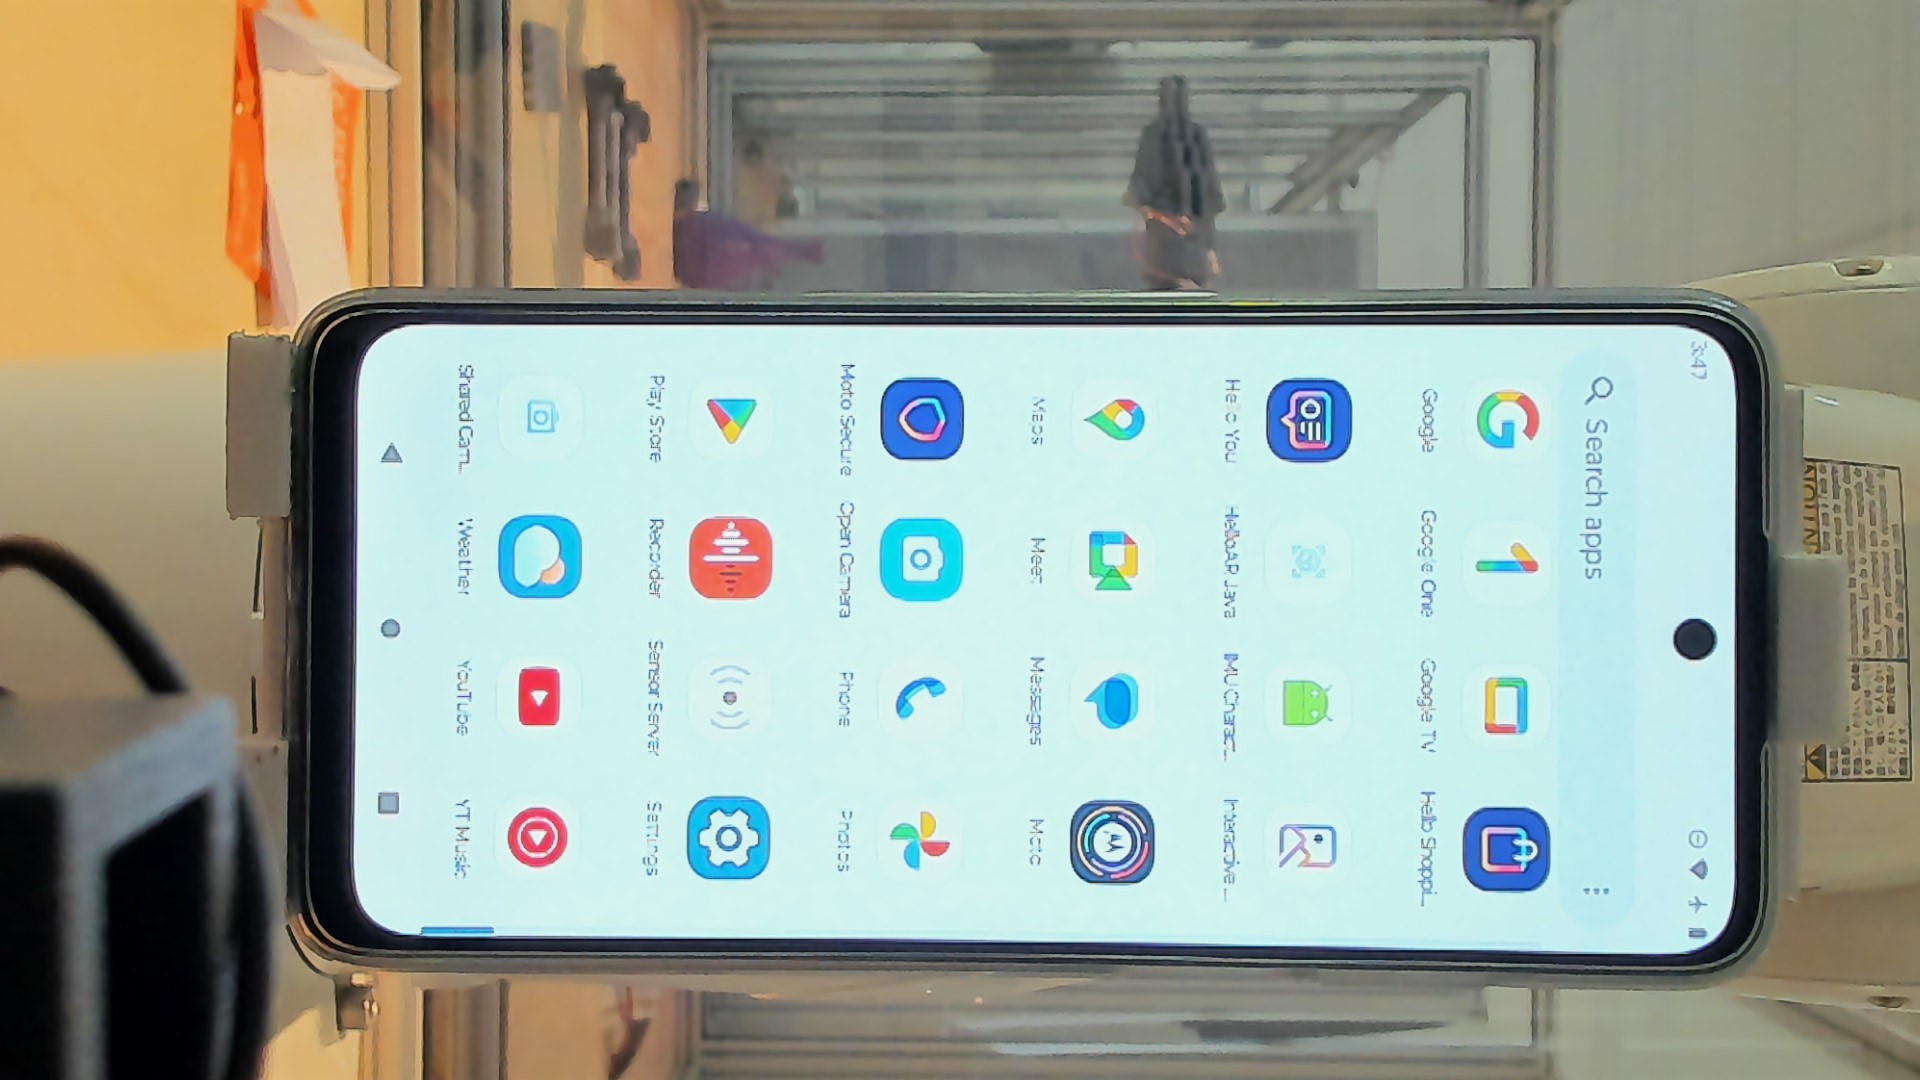 3:47
Search apps
Google Google One Google TV Hello Shoppi...
Hello You HelloAR Java IMU Charac... Interactive ...
Maps Meet Messages Moto
Moto Secure Open Camera Phone Photos
Play Store Recorder Sensor Server Settings
Shared Cam... Weather YouTube YT Music